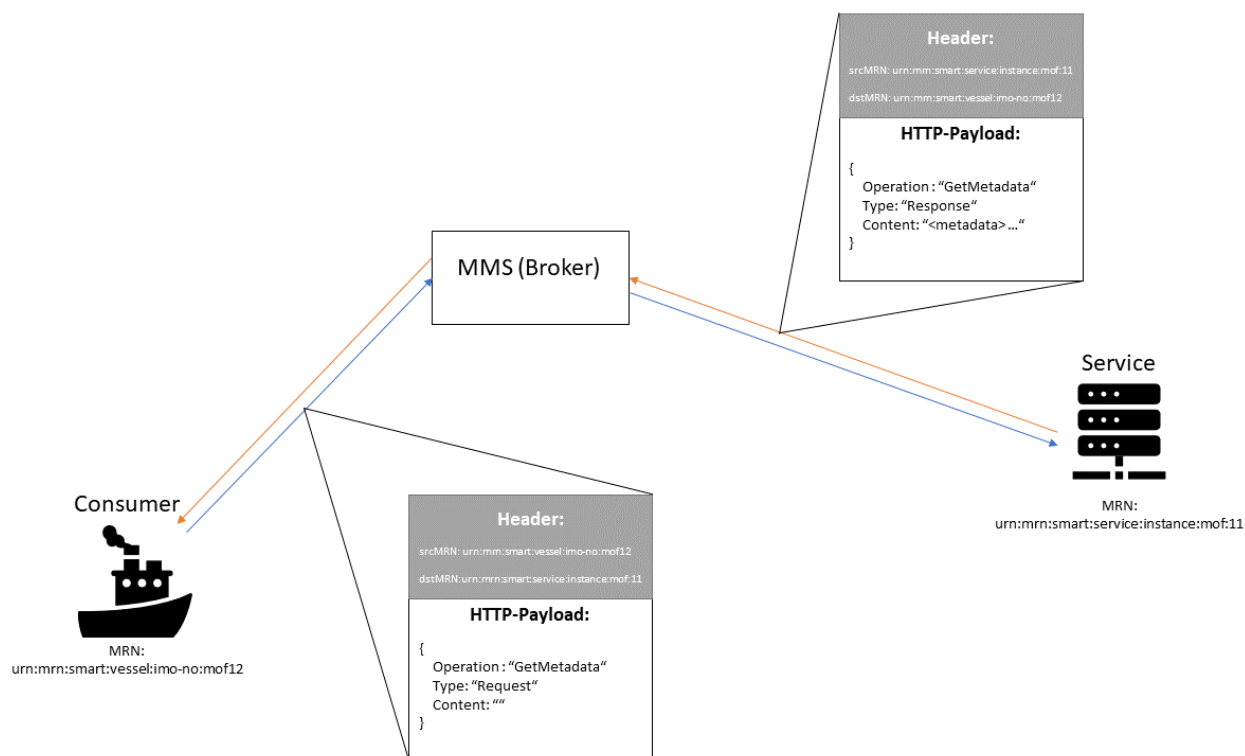 Header:
srcMRN: urn:mrn:smart:service:instance:mof:11
dstMRN: urn:mrn:smart:vessel:imo-no:mof12
HTTP-Payload:
{
Operation : “GetMetadata“
Type: “Response“
Content: “<metadata> ...“
}
MMS (Broker)
Service
MRN:
urn:mrn:smart:service:instance:mof:11
Consumer
MRN:
urn:mrn:smart:vessel:imo-no:mof12
Header:
srcMRN: urn:mrn:smart:vessel:imo-no:mof12
dstMRN:urn:mrn:smart:service:instance:mof:11
HTTP-Payload:
{
Operation : “GetMetadata“
Type: “Request“
Content: ““
}